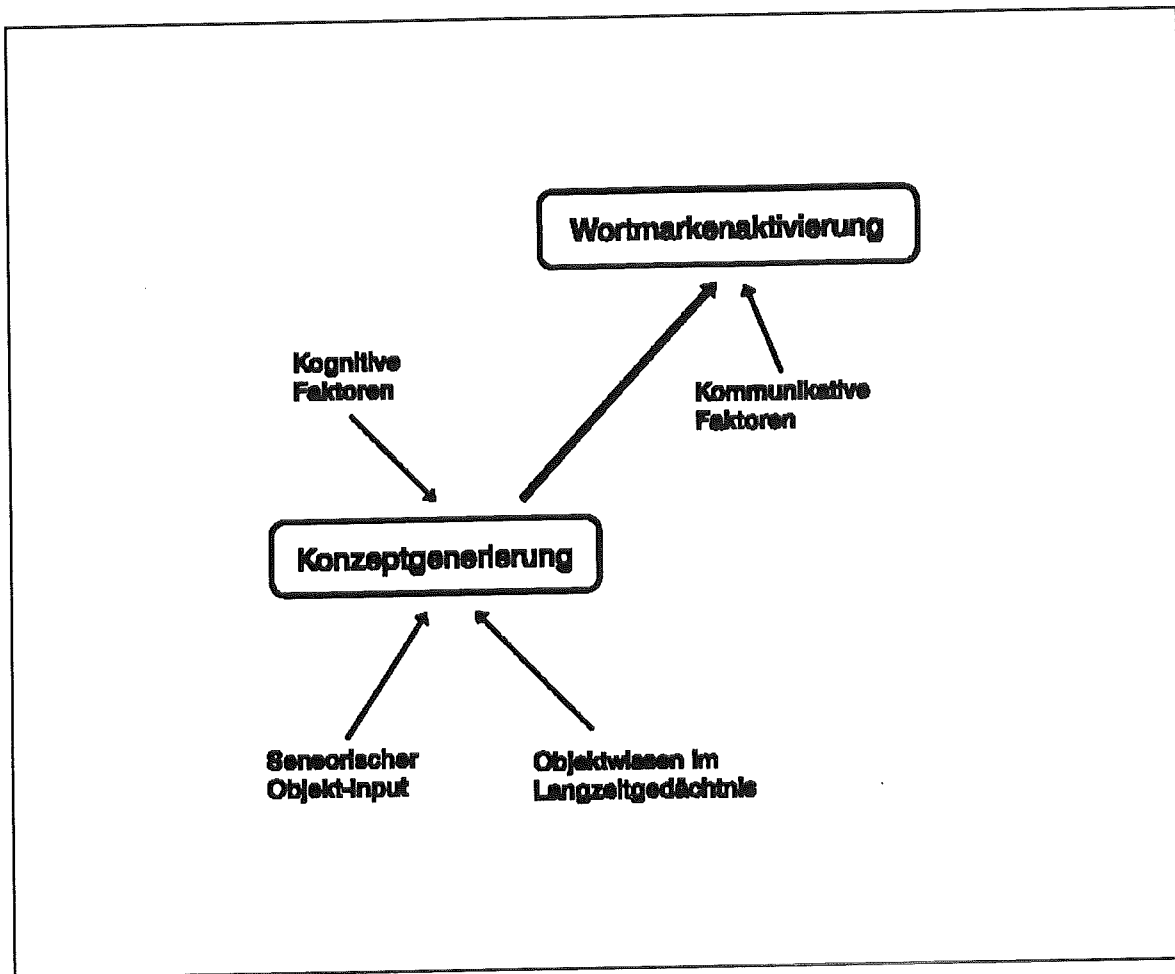 Wortmarkenaktivierung
Kognitive
Faktoren
Kommunikative
Faktoren
Konzeptgenerierung
Sensorischer
Objekt-Input
Objektwissen im
Langzeitgedächtnis